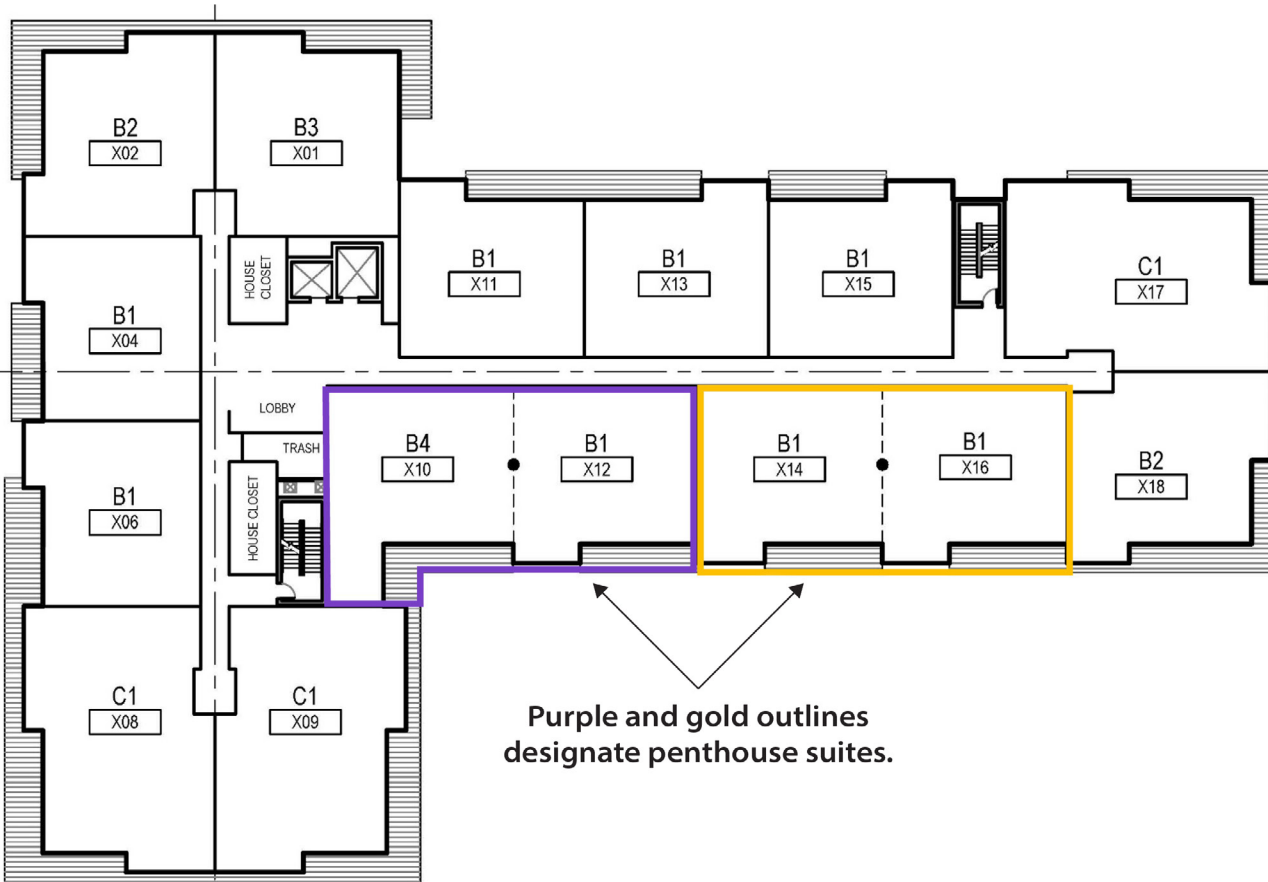 B2
X02
B3
X01
HOUSE
CLOSET
B1
X11
B1
X13
B1
X15
C1
X17
B1
X04
LOBBY
TRASH
HOUSE CLOSET
B4
X10
B1
X12
B1
X14
B1
X16
B2
X18
B1
X06
C1
X08
C1
X09
Purple and gold outlines
designate penthouse suites.